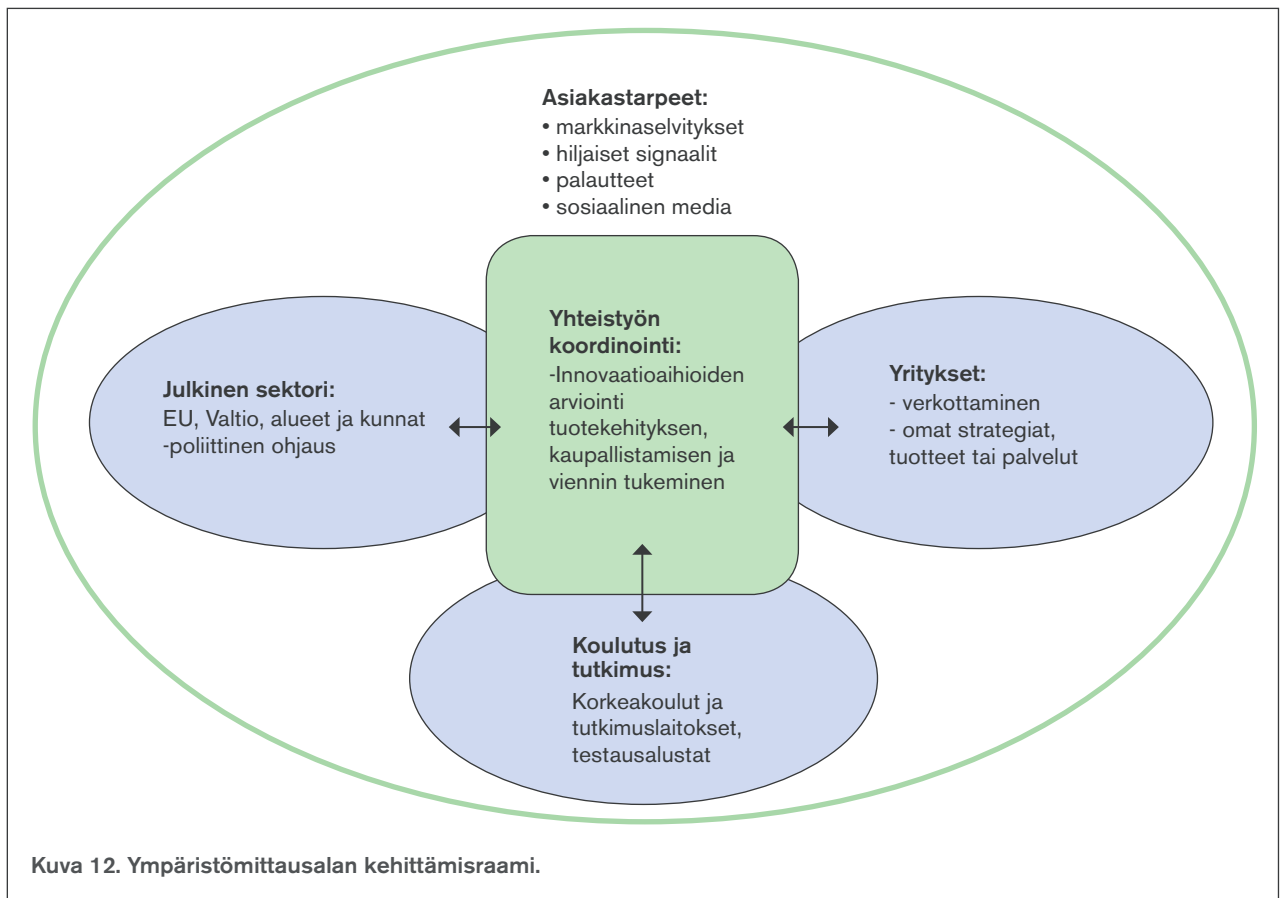 Asiakastarpeet:
• markkinaselvitykset
• hiljaiset signaalit
• palautteet
• sosiaalinen media
Julkinen sektori:
EU, Valtio, alueet ja kunnat
-poliittinen ohjaus
Yhteistyön
koordinointi:
-Innovaatioaihioiden
arviointi
tuotekehityksen,
kaupallistamisen ja
viennin tukeminen
Yritykset:
- verkottaminen
- omat strategiat,
tuotteet tai palvelut
Koulutus ja
tutkimus:
Korkeakoulut ja
tutkimuslaitokset,
testausalustat
Kuva 12. Ympäristömittausalan kehittämisraami.